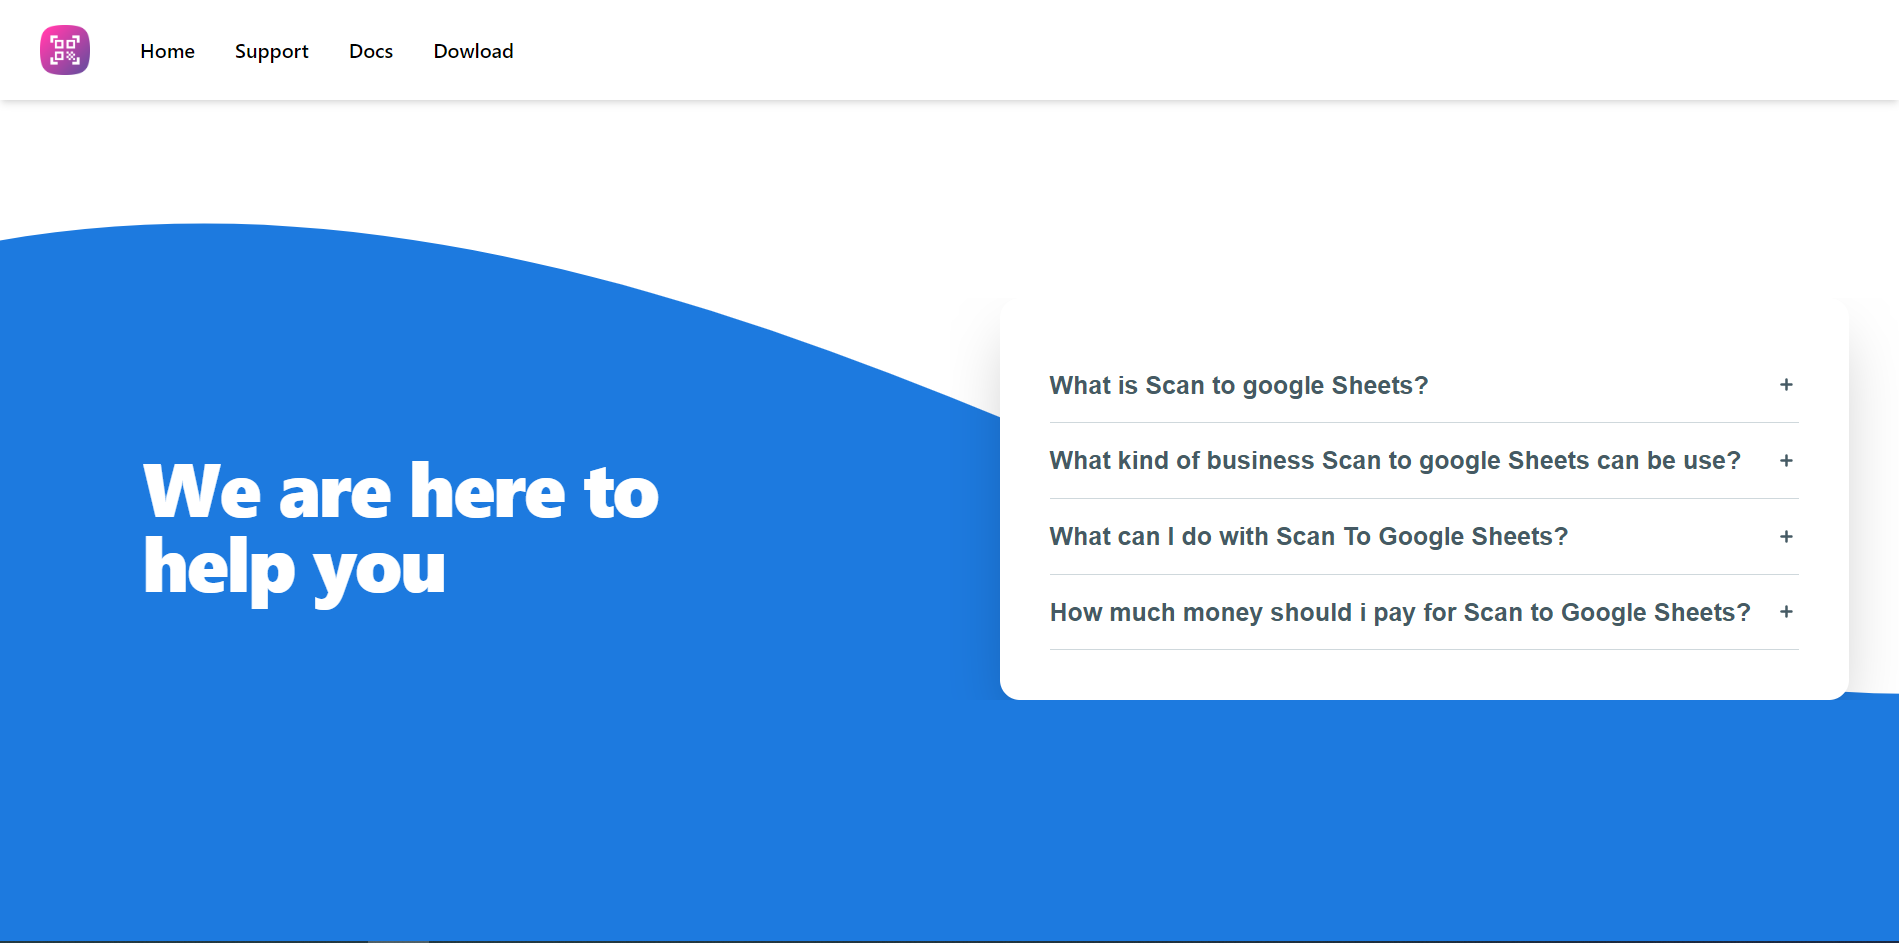 Home Support Docs Dowload
We are here to
help you
What is Scan to google Sheets? +
What kind of business Scan to google Sheets can be use? +
What can I do with Scan To Google Sheets? +
How much money should i pay for Scan to Google Sheets? +